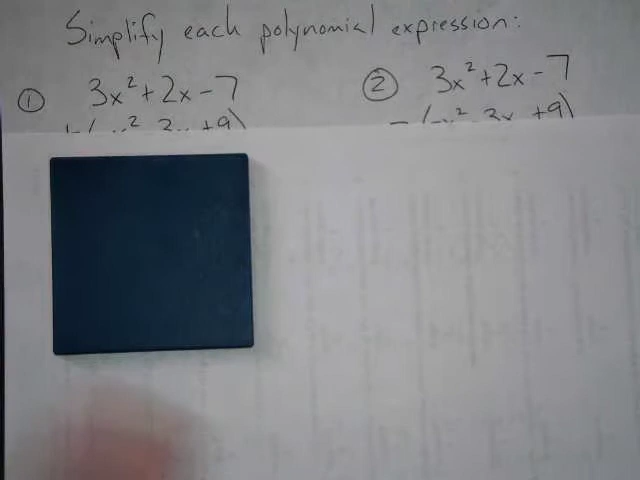 Simplify each polynomial expression:
① 3x² + 2x - 7
② 3x² + 2x - 7